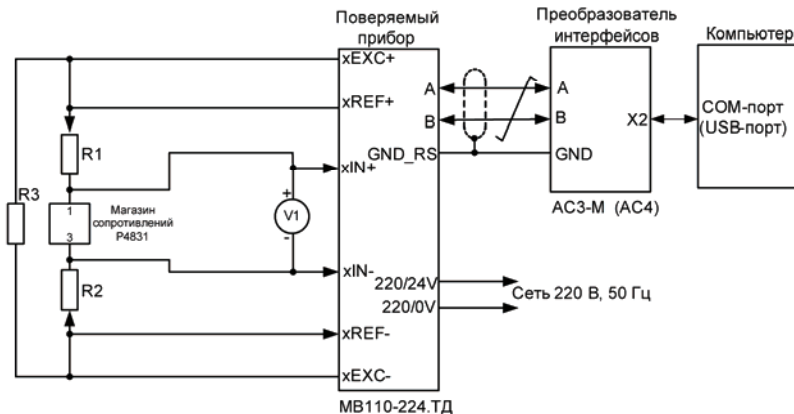 Поверяемый
прибор
Преобразователь
интерфейсов
Компьютер
xEXC+
xREF+
A
B
A
B
X2
COM-порт
(USB-порт)
R1
xIN+
GND_RS
GND
R3
1
3
Магазин
сопротивлений
Р4831
+
V1
-
АС3-М (АС4)
xIN-
R2
220/24V
220/0V
Сеть 220 В, 50 Гц
xREF-
xEXC-
МВ110-224.ТД